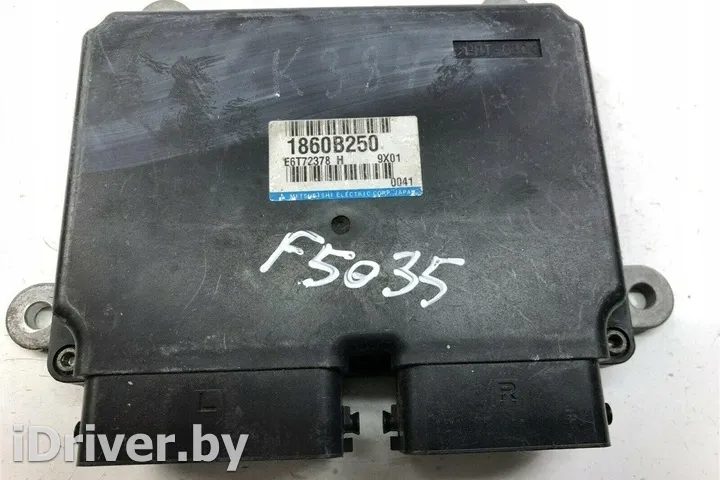 1860B250
E6T72378 H 9X01
0041
MITSUBISHI ELECTRIC CORP. JAPAN
F5035
L R
iDriver.by